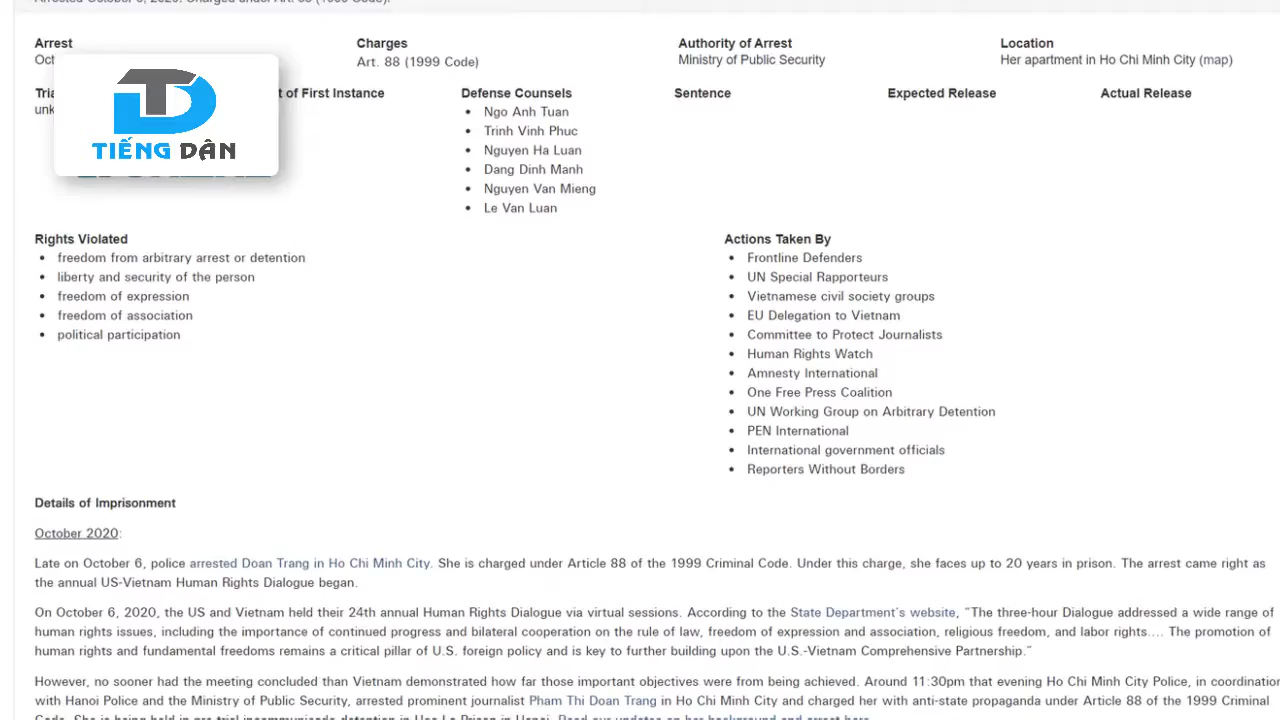 Arrest
Charges
Authority of Arrest
Location
Art. 88 (1999 Code)
Ministry of Public Security
Her apartment in Ho Chi Minh City (map)
TIẾNG DÂN
t of First Instance
Defense Counsels
Sentence
Expected Release
Actual Release
Ngo Anh Tuan
Trinh Vinh Phuc
Nguyen Ha Luan
Dang Dinh Manh
Nguyen Van Mieng
Le Van Luan
Rights Violated
freedom from arbitrary arrest or detention
liberty and security of the person
freedom of expression
freedom of association
political participation
Actions Taken By
Frontline Defenders
UN Special Rapporteurs
Vietnamese civil society groups
EU Delegation to Vietnam
Committee to Protect Journalists
Human Rights Watch
Amnesty International
One Free Press Coalition
UN Working Group on Arbitrary Detention
PEN International
International government officials
Reporters Without Borders
Details of Imprisonment
October 2020:
Late on October 6, police arrested Doan Trang in Ho Chi Minh City. She is charged under Article 88 of the 1999 Criminal Code. Under this charge, she faces up to 20 years in prison. The arrest came right as
the annual US-Vietnam Human Rights Dialogue began.
On October 6, 2020, the US and Vietnam held their 24th annual Human Rights Dialogue via virtual sessions. According to the State Department's website, “The three-hour Dialogue addressed a wide range of
human rights issues, including the importance of continued progress and bilateral cooperation on the rule of law, freedom of expression and association, religious freedom, and labor rights.... The promotion of
human rights and fundamental freedoms remains a critical pillar of U.S. foreign policy and is key to further building upon the U.S.-Vietnam Comprehensive Partnership.”
However, no sooner had the meeting concluded than Vietnam demonstrated how far those important objectives were from being achieved. Around 11:30pm that evening Ho Chi Minh City Police, in coordination
with Hanoi Police and the Ministry of Public Security, arrested prominent journalist Pham Thi Doan Trang in Ho Chi Minh City and charged her with anti-state propaganda under Article 88 of the 1999 Criminal